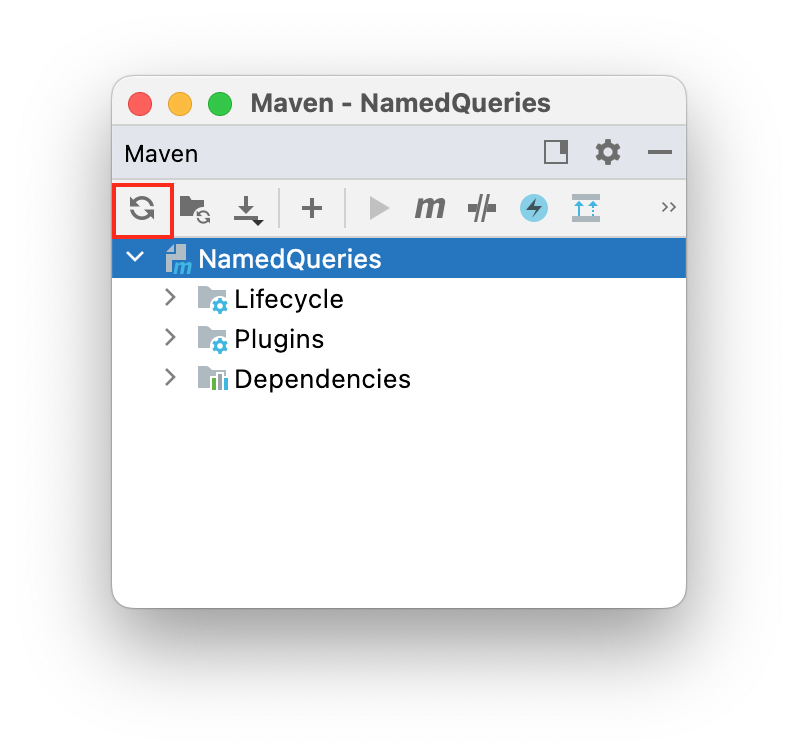 Maven - NamedQueries
Maven
m
NamedQueries
Lifecycle
Plugins
Dependencies